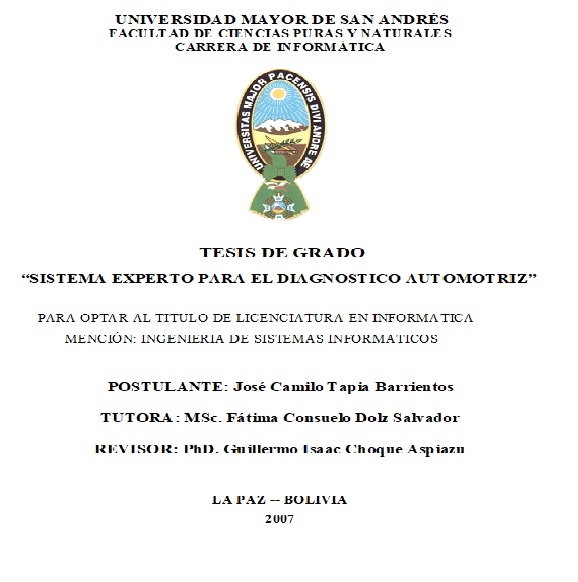 UNIVERSIDAD MAYOR DE SAN ANDRÉS
FACULTAD DE CIENCIAS PURAS Y NATURALES
CARRERA DE INFORMÁTICA
UNIVERSITAS MAJOR PACENSIS DIVI ANDRE AE
TESIS DE GRADO
“SISTEMA EXPERTO PARA EL DIAGNOSTICO AUTOMOTRIZ”
PARA OPTAR AL TITULO DE LICENCIATURA EN INFORMATICA
MENCIÓN: INGENIERIA DE SISTEMAS INFORMATICOS
POSTULANTE: José Camilo Tapia Barrientos
TUTORA: MSc. Fátima Consuelo Dolz Salvador
REVISOR: PhD. Guillermo Isaac Choque Aspiazu
LA PAZ -- BOLIVIA
2007